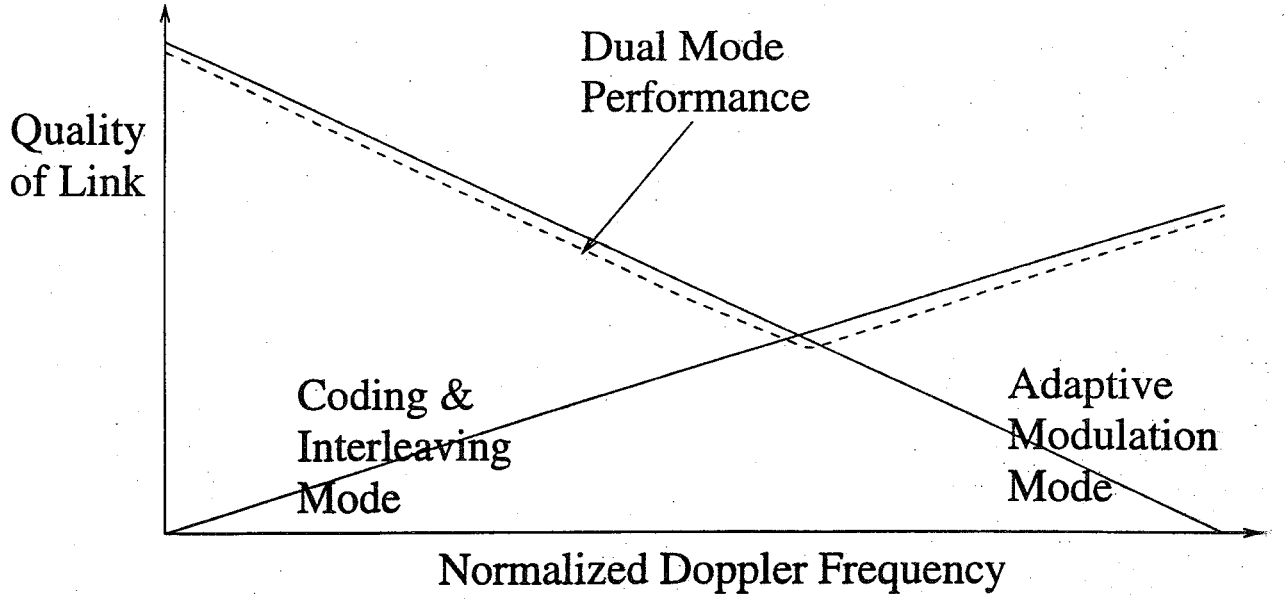 Dual Mode
Performance
Quality
of Link
Coding &
Interleaving
Mode
Adaptive
Modulation
Mode
Normalized Doppler Frequency